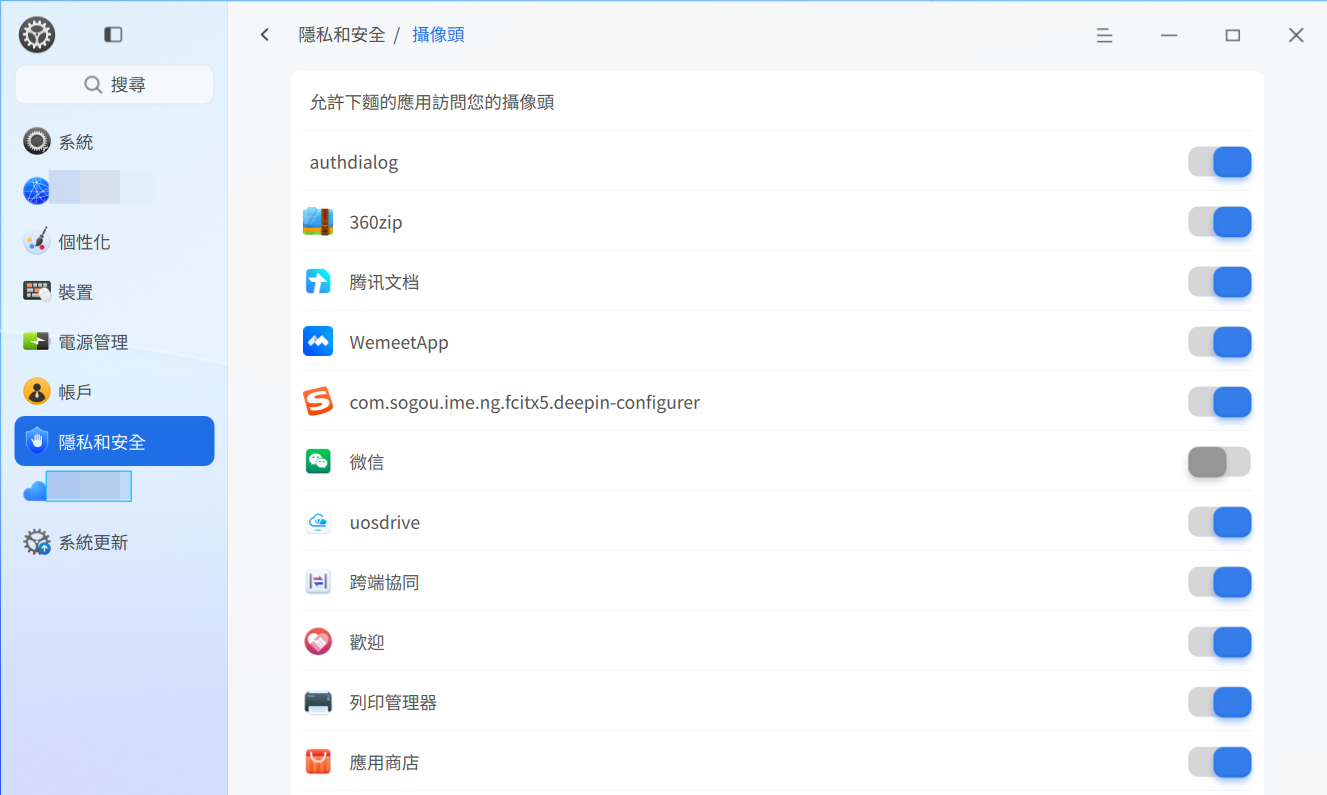 隱私和安全 / 攝像頭
搜尋
系統
個性化
裝置
電源管理
帳戶
隱私和安全
系統更新
允許下麵的應用訪問您的攝像頭
authdialog
360zip
腾讯文档
WemeetApp
com.sogou.ime.ng.fcitx5.deepin-configurer
微信
uosdrive
跨端協同
歡迎
列印管理器
應用商店